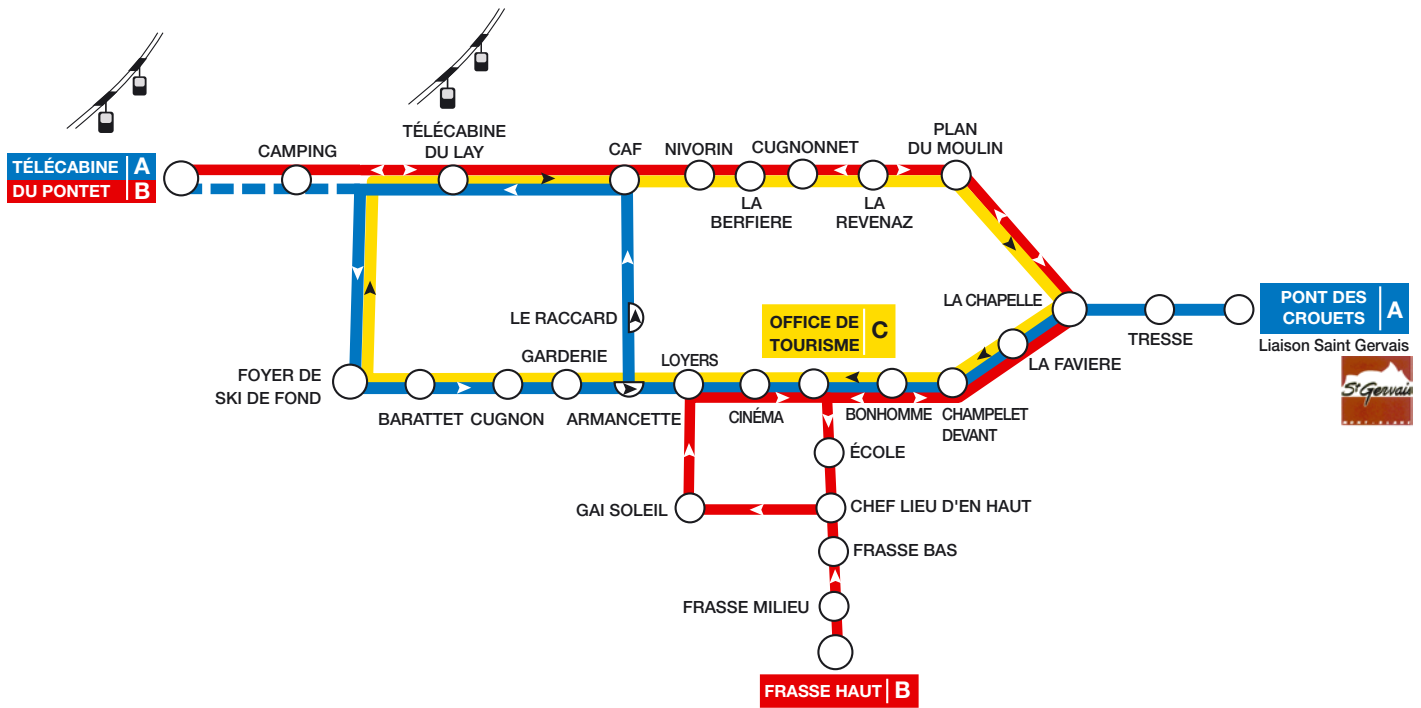 TÉLÉCABINE A
DU PONTET B
CAMPING
TÉLÉCABINE
DU LAY
CAF
NIVORIN
LA
BERFIERE
CUGNONNET
LA
REVENAZ
PLAN
DU MOULIN
LA CHAPELLE
PONT DES
CROUETS
A
Liaison Saint Gervais
St Gervais
TRESSE
LA FAVIERE
OFFICE DE
TOURISME
C
LE RACCARD
GARDERIE
LOYERS
FOYER DE
SKI DE FOND
BARATTET
CUGNON
ARMANCETTE
CINÉMA
BONHOMME
CHAMPELET
DEVANT
ÉCOLE
GAI SOLEIL
CHEF LIEU D'EN HAUT
FRASSE BAS
FRASSE MILIEU
FRASSE HAUT B